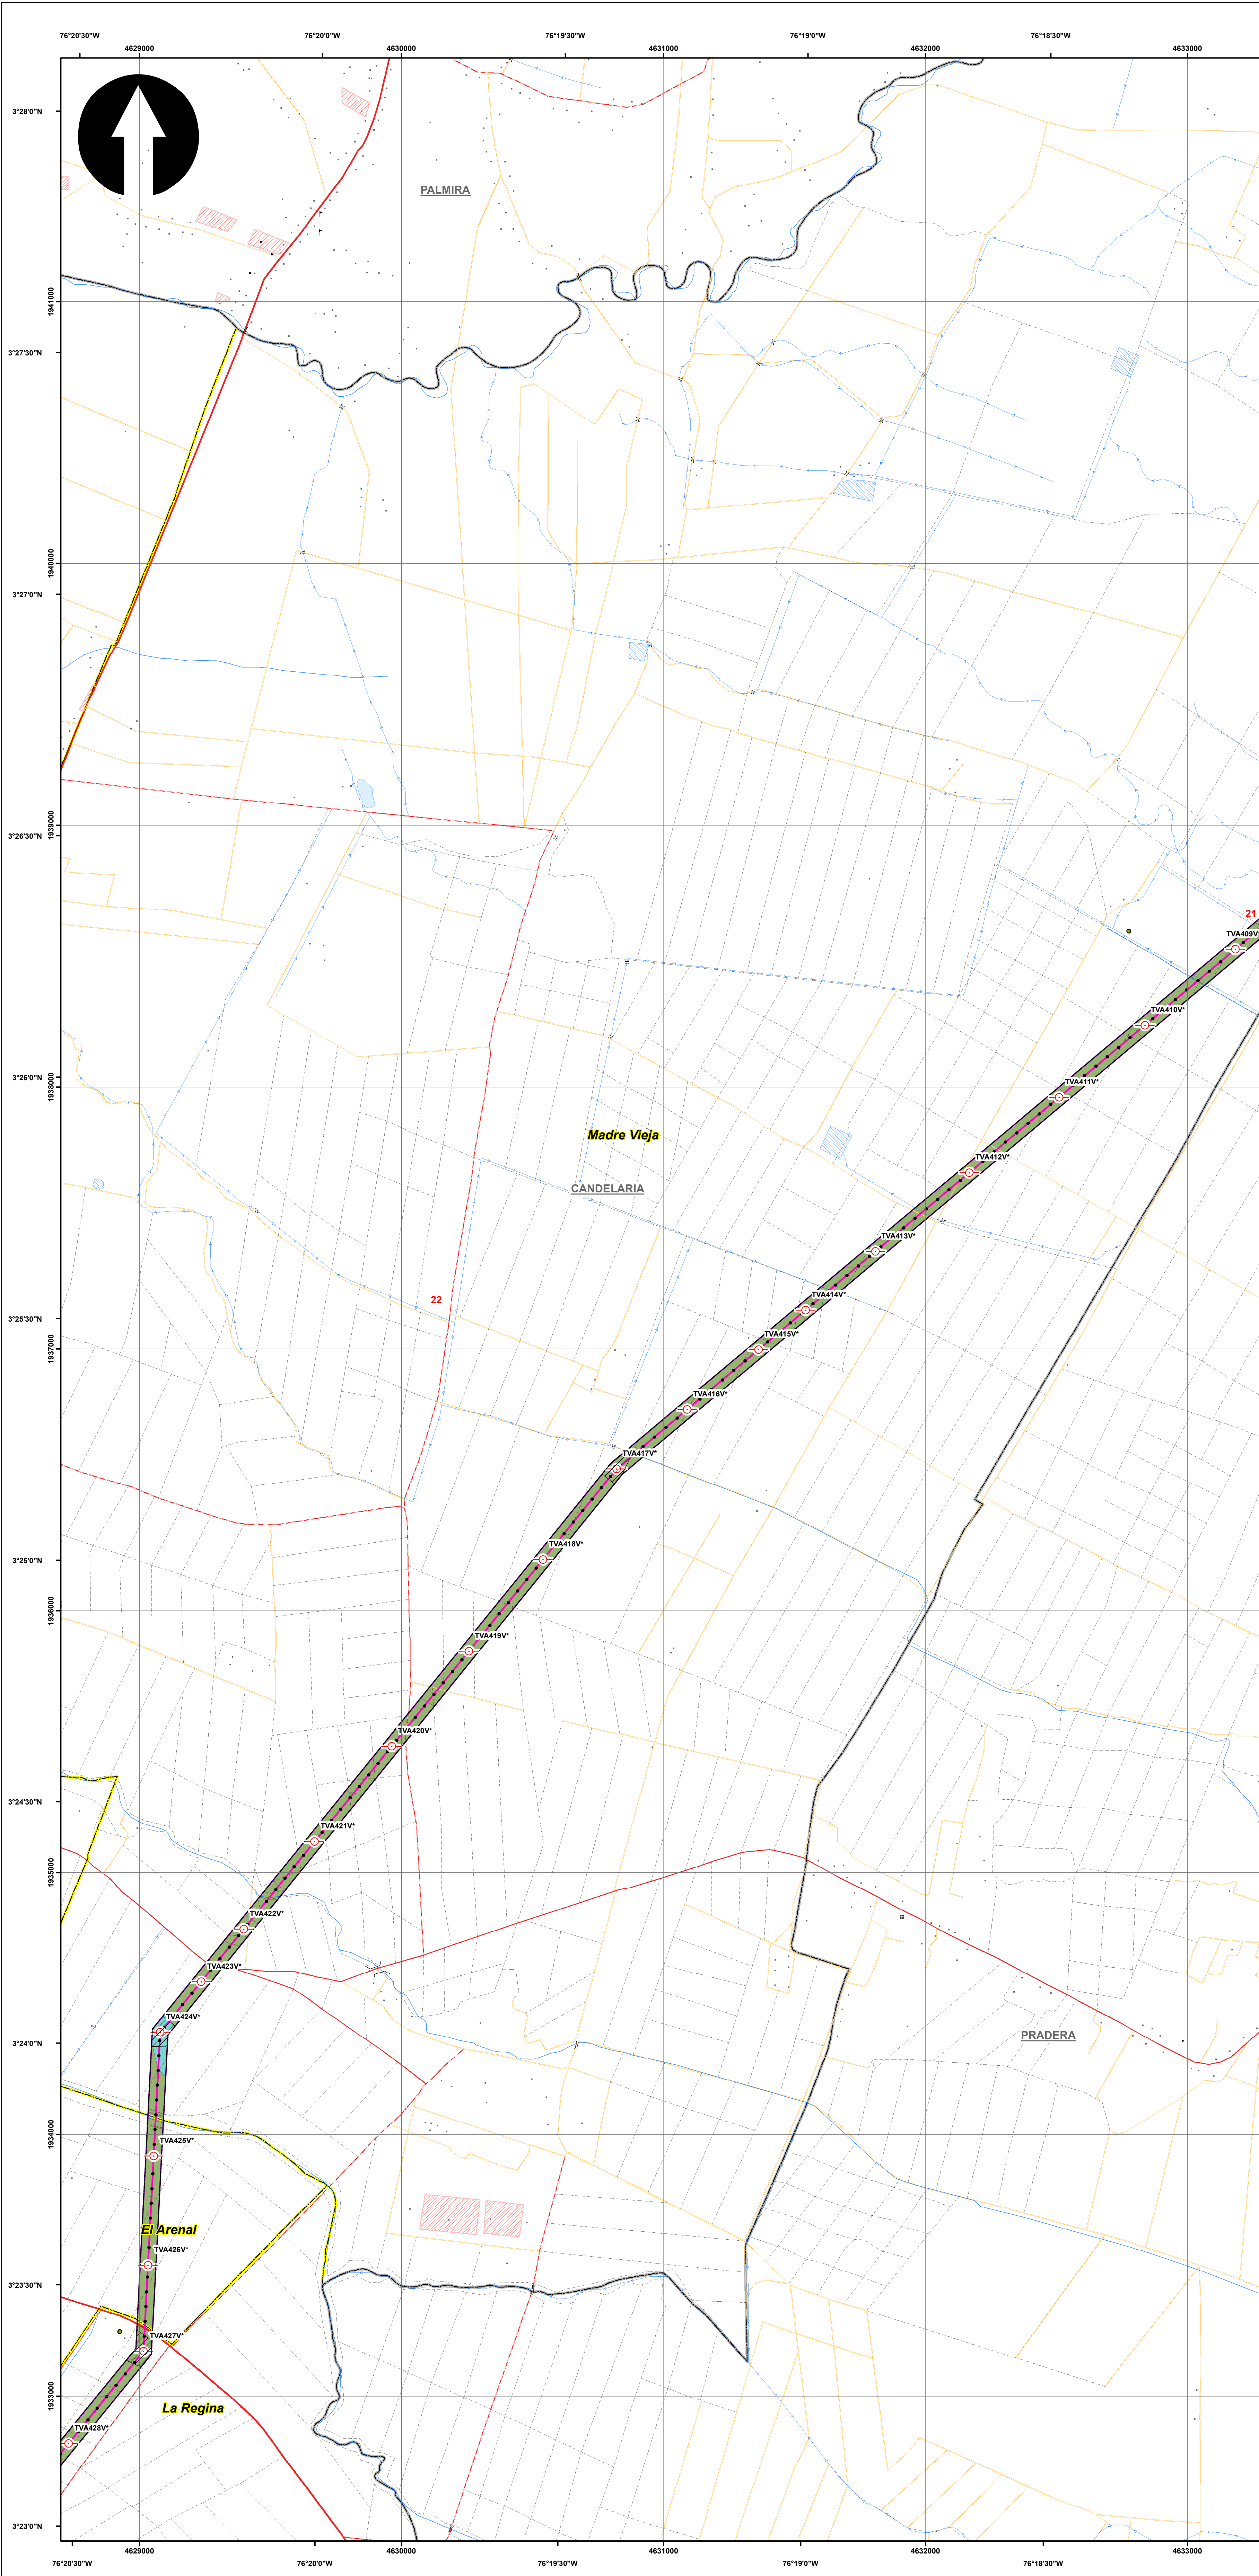 76°20'30"W
76°20'0"W
76°19'30"W
76°19'0"W
76°18'30"W
4629000
4630000
4631000
4632000
4633000
3°28'0"N
PALMIRA
1941000
3°27'30"N
1940000
3°27'0"N
1939000
3°26'30"N
21
TVA409V*
TVA410V*
3°26'0"N
1938000
TVA411V*
Madre Vieja
TVA412V*
CANDELARIA
TVA413V*
22
TVA414V*
3°25'30"N
TVA415V*
1937000
TVA416V*
TVA417V*
TVA418V*
3°25'0"N
1936000
TVA419V*
TVA420V*
3°24'30"N
TVA421V*
1935000
TVA422V*
TVA423V*
TVA424V*
3°24'0"N
PRADERA
1934000
TVA425V*
El Arenal
TVA426V*
3°23'30"N
TVA427V*
1933000
La Regina
TVA428V*
3°23'0"N
4629000
4630000
4631000
4632000
4633000
76°20'30"W
76°20'0"W
76°19'30"W
76°19'0"W
76°18'30"W